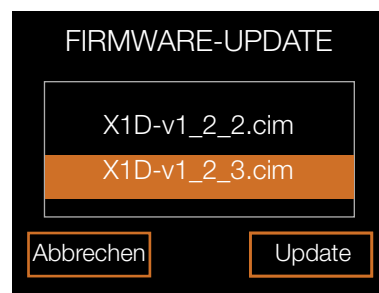 FIRMWARE-UPDATE
X1D-v1_2_2.cim
X1D-v1_2_3.cim
Abbrechen Update